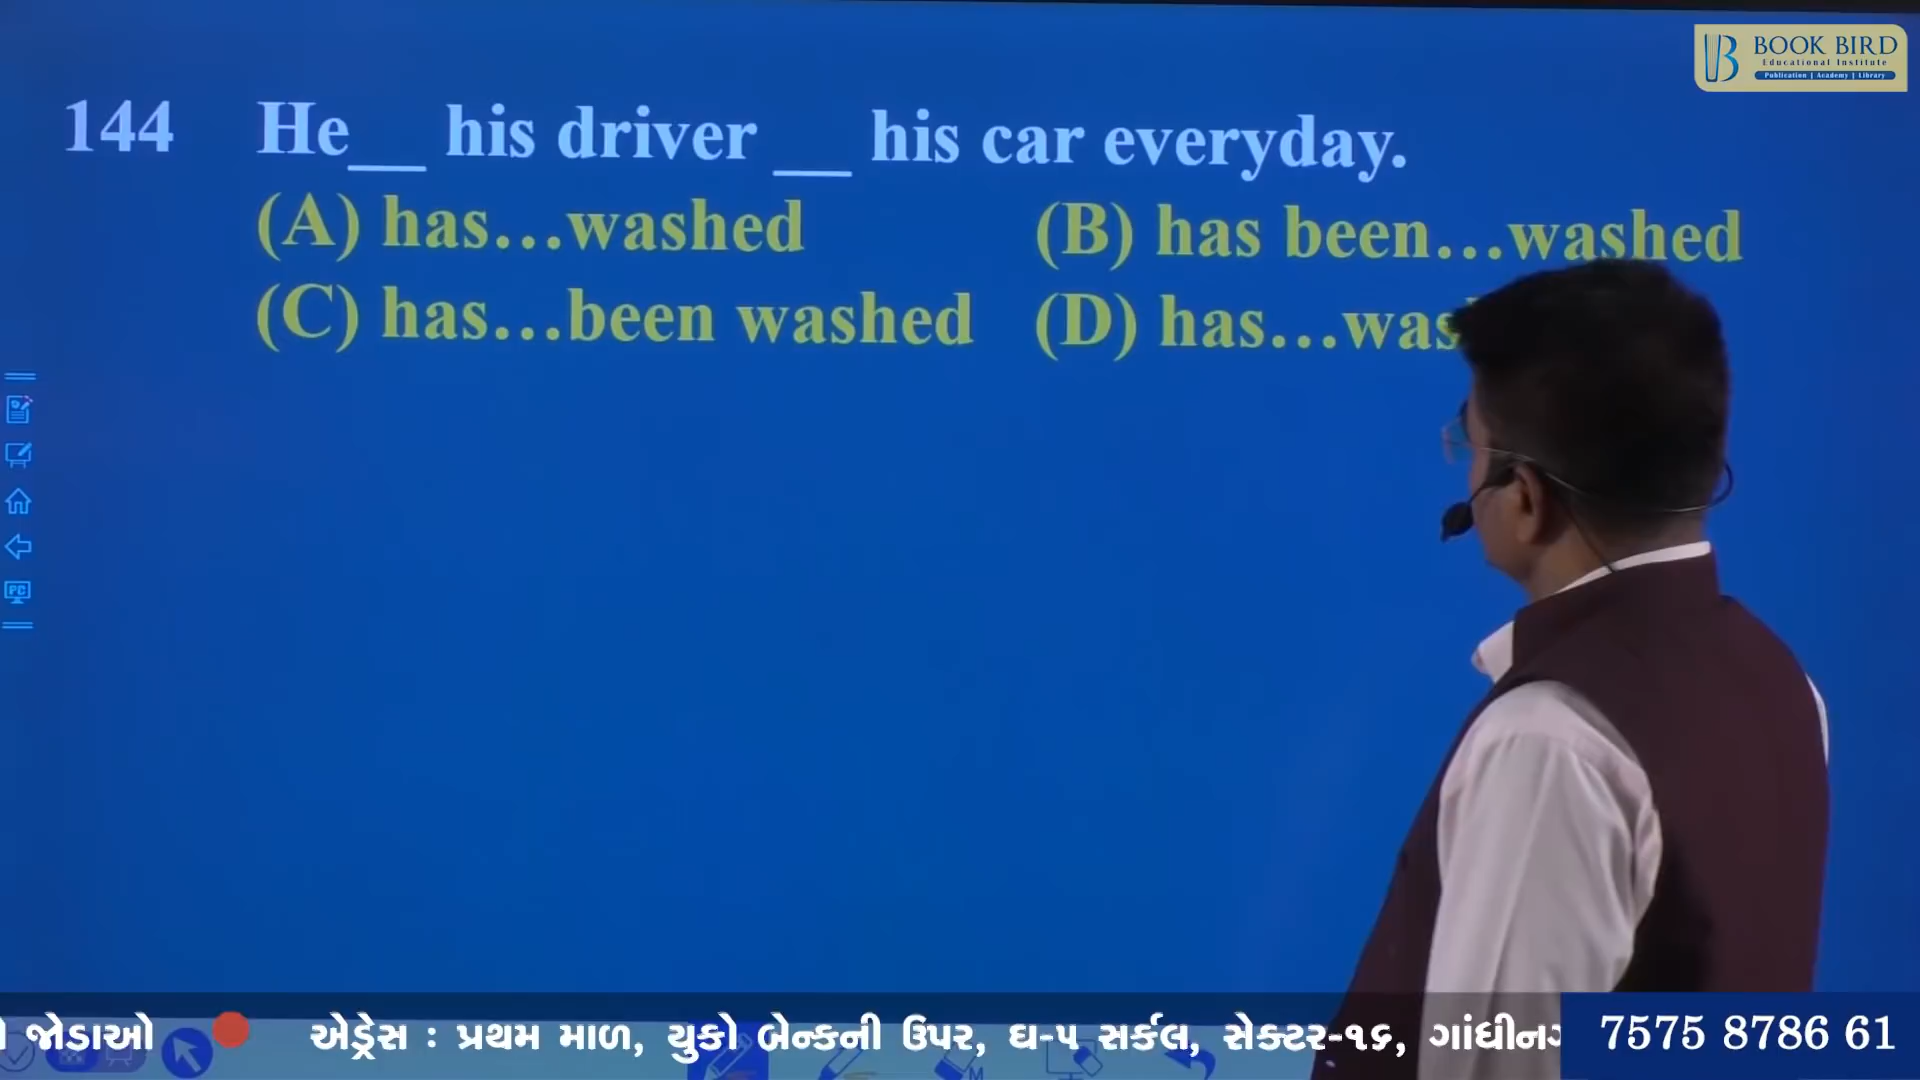 BOOK BIRD
Educational Institute
Publication | Academy | Library
144 He__ his driver __ his car everyday.
(A) has...washed (B) has been...washed
(C) has...been washed (D) has...
PC
જોડાઓ એડ્રેસ : પ્રથમ માળ, યુકો બેન્કની ઉપર, ઘ-૫ સર્કલ, સેક્ટર-૧૬, 7575 8786 61